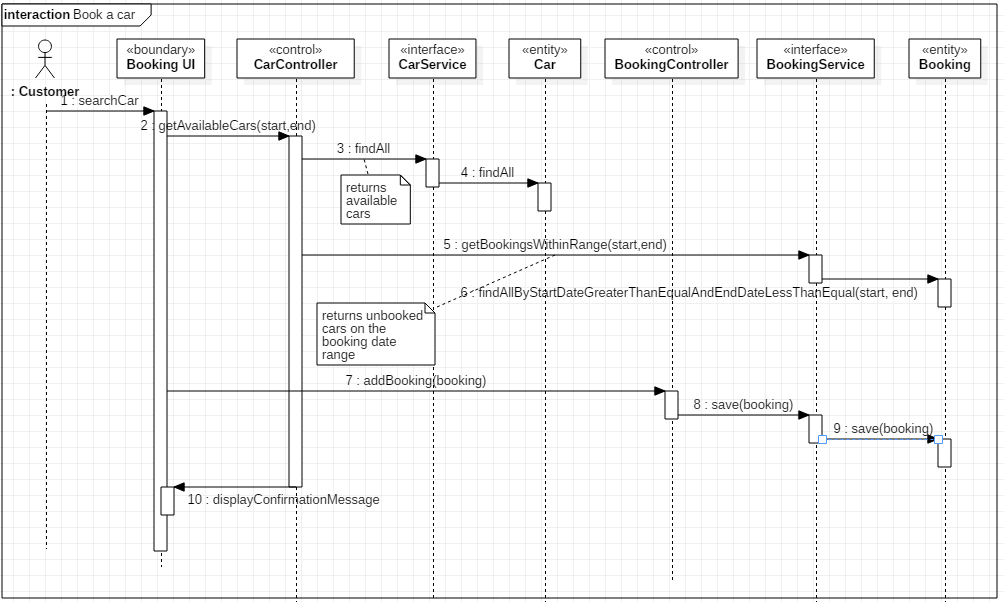 interaction Book a car
: Customer
«boundary»
Booking UI
«control»
CarController
«interface»
CarService
«entity»
Car
«control»
BookingController
«interface»
BookingService
«entity»
Booking
1 : searchCar
2 : getAvailableCars(start,end)
3 : findAll
4 : findAll
returns
available
cars
5 : getBookingsWithinRange(start,end)
6 : findAllByStartDateGreaterThanEqualAndEndDateLessThanEqual(start, end)
returns unbooked
cars on the
booking date
range
7 : addBooking(booking)
8 : save(booking)
9 : save(booking)
10 : displayConfirmationMessage